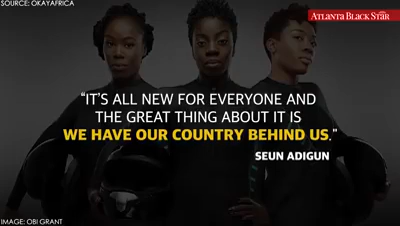 SOURCE: OKAYAFRICA
ATLANTA BLACK STAR
“IT’S ALL NEW FOR EVERYONE AND
THE GREAT THING ABOUT IT IS
WE HAVE OUR COUNTRY BEHIND US.”
SEUN ADIGUN
IMAGE: OBI GRANT